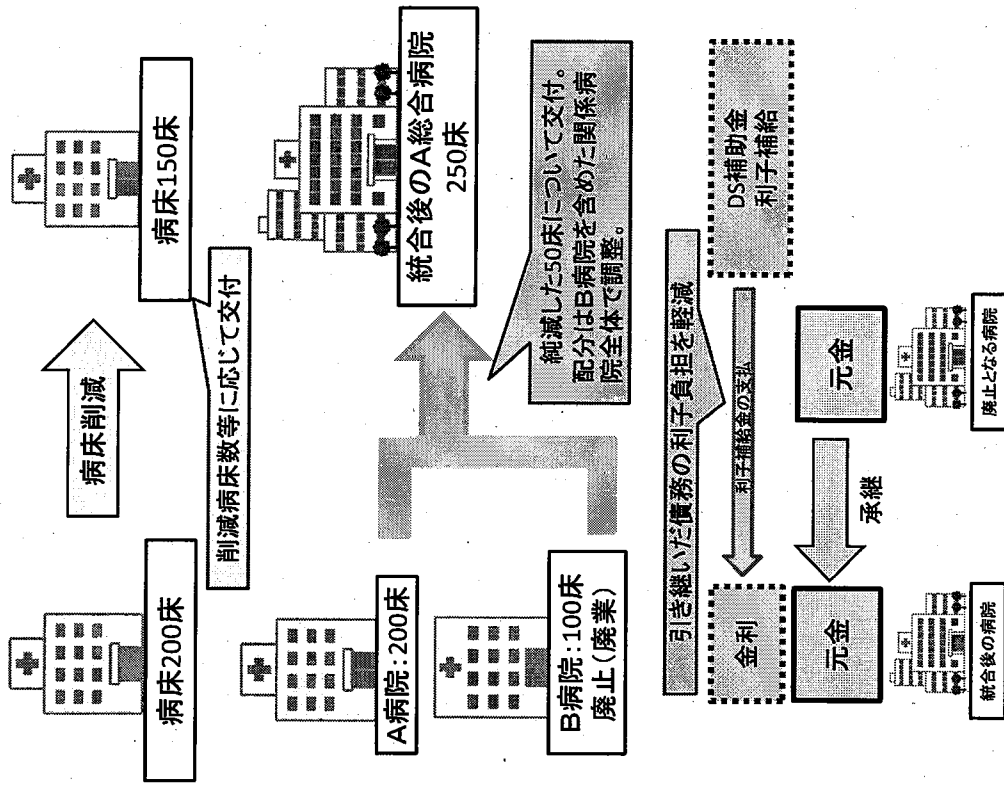 病床200床
病床削減
病床150床
削減病床数等に応じて交付
A病院:200床
B病院:100床
廃止(廃業)
統合後のA総合病院
250床
純減した50床について交付。
配分はB病院を含めた関係病
院全体で調整。
引き継いだ債務の利子負担を軽減
金利
利子補給金の支払
DS補助金
利子補給
元金
承継
元金
統合後の病院
廃止となる病院